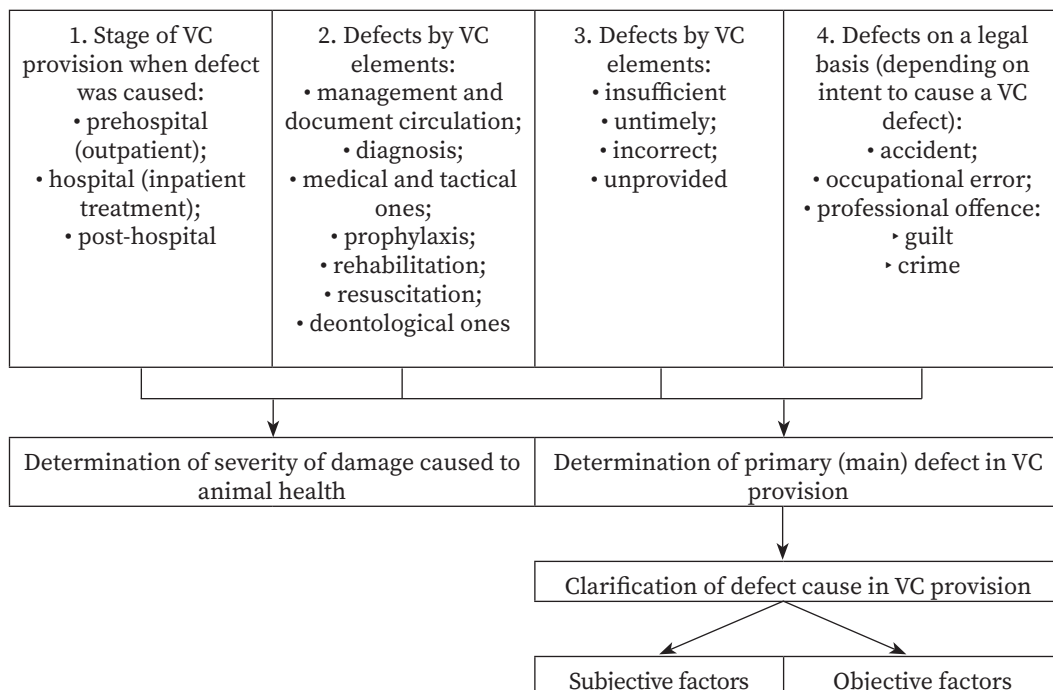 1. Stage of VC
provision when defect
was caused:
• prehospital
(outpatient);
• hospital (inpatient
treatment);
• post-hospital
2. Defects by VC
elements:
• management and
document circulation;
• diagnosis;
• medical and tactical
ones;
• prophylaxis;
• rehabilitation;
• resuscitation;
• deontological ones
3. Defects by VC
elements:
• insufficient
• untimely;
• incorrect;
• unprovided
4. Defects on a legal
basis (depending on
intent to cause a VC
defect):
• accident;
• occupational error;
• professional offence:
‣ guilt
‣ crime
Determination of severity of damage caused to
animal health
Determination of primary (main) defect in VC
provision
Clarification of defect cause in VC provision
Subjective factors
Objective factors